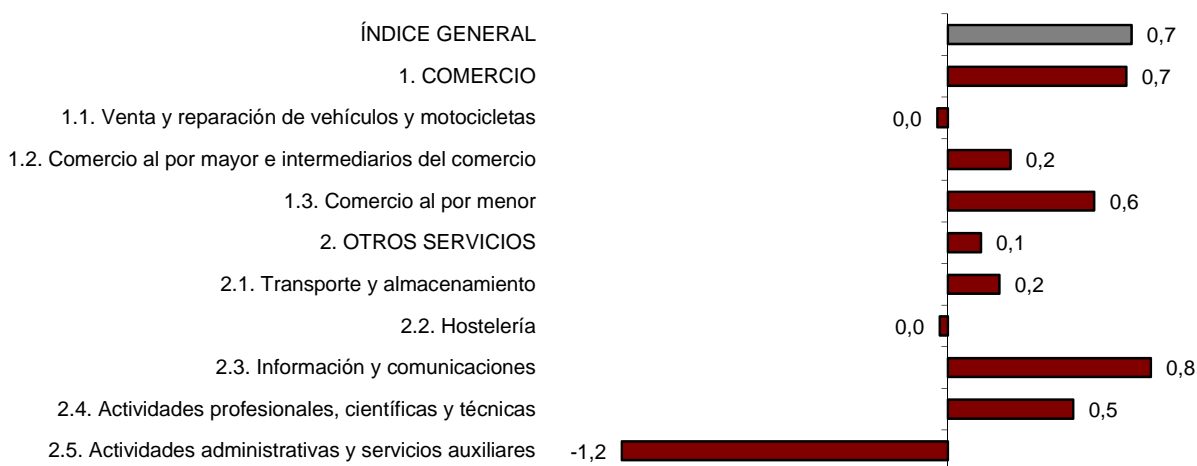 ÍNDICE GENERAL 0,7
1. COMERCIO 0,7
1.1. Venta y reparación de vehículos y motocicletas 0,0
1.2. Comercio al por mayor e intermediarios del comercio 0,2
1.3. Comercio al por menor 0,6
2. OTROS SERVICIOS 0,1
2.1. Transporte y almacenamiento 0,2
2.2. Hostelería 0,0
2.3. Información y comunicaciones 0,8
2.4. Actividades profesionales, científicas y técnicas 0,5
2.5. Actividades administrativas y servicios auxiliares -1,2